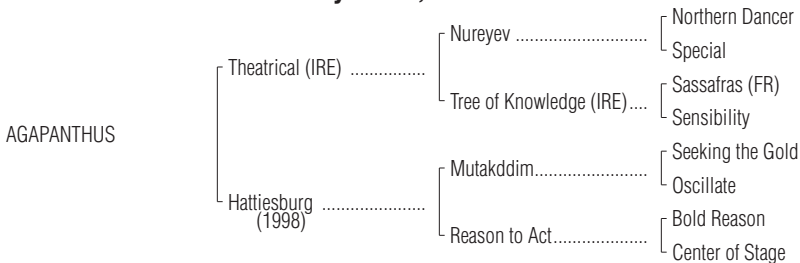 Northern Dancer
Nureyev ..............................
Special
Theatrical (IRE) ................
Sassafras (FR)
Tree of Knowledge (IRE)....
Sensibility
AGAPANTHUS
Seeking the Gold
Mutakddim..........................
Oscillate
Hattiesburg ......................
(1998)
Bold Reason
Reason to Act.....................
Center of Stage